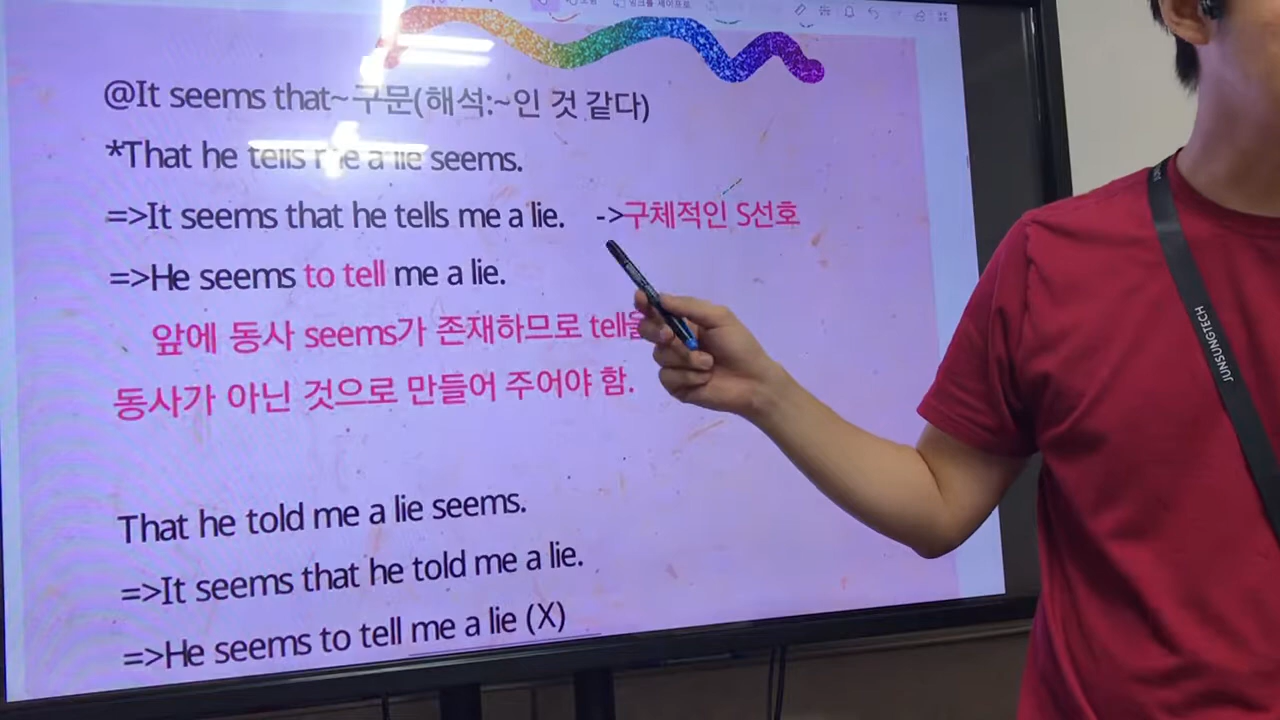 @It seems that~구문(해석:~인 것 같다)
*That he tells me a lie seems.
=>It seems that he tells me a lie. ->구체적인 S선호
=>He seems to tell me a lie.
앞에 동사 seems가 존재하므로 tell을
동사가 아닌 것으로 만들어 주어야 함.
That he told me a lie seems.
=>It seems that he told me a lie.
=>He seems to tell me a lie (X)
JUNSUNGTECH